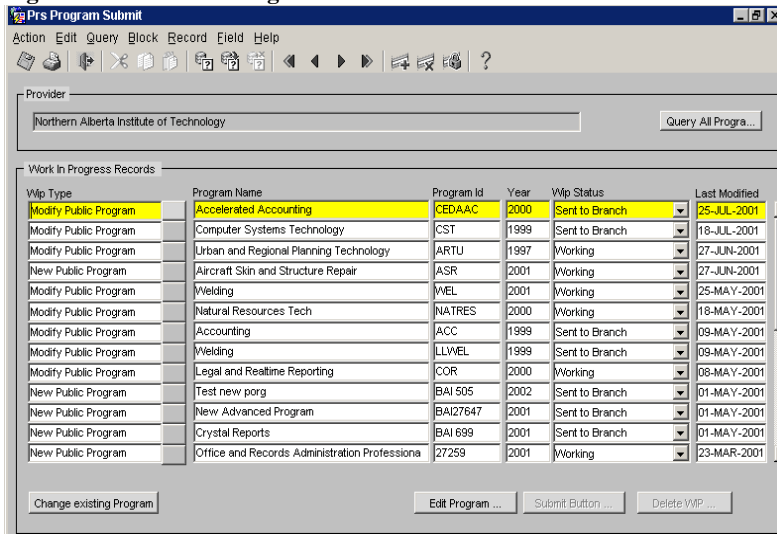 Prs Program Submit
Action Edit Query Block Record Field Help
Provider
Northern Alberta Institute of Technology
Query All Progra...
Work In Progress Records
Wip Type Program Name Program Id Year Wip Status Last Modified
Modify Public Program Accelerated Accounting CEDAAC 2000 Sent to Branch 25-JUL-2001
Modify Public Program Computer Systems Technology CST 1999 Sent to Branch 18-JUL-2001
Modify Public Program Urban and Regional Planning Technology ARTU 1997 Working 27-JUN-2001
New Public Program Aircraft Skin and Structure Repair ASR 2001 Working 27-JUN-2001
Modify Public Program Welding WEL 2001 Working 25-MAY-2001
Modify Public Program Natural Resources Tech NATRES 2000 Working 18-MAY-2001
Modify Public Program Accounting ACC 1999 Sent to Branch 09-MAY-2001
Modify Public Program Welding LLWEL 1999 Sent to Branch 09-MAY-2001
Modify Public Program Legal and Realtime Reporting COR 2000 Working 08-MAY-2001
New Public Program Test new porg BAI 505 2002 Sent to Branch 01-MAY-2001
New Public Program New Advanced Program BAI27647 2001 Sent to Branch 01-MAY-2001
New Public Program Crystal Reports BAI 699 2001 Sent to Branch 01-MAY-2001
New Public Program Office and Records Administration Professiona 27259 2001 Working 23-MAR-2001
Change existing Program Edit Program ... Submit Button ... Delete WIP ...